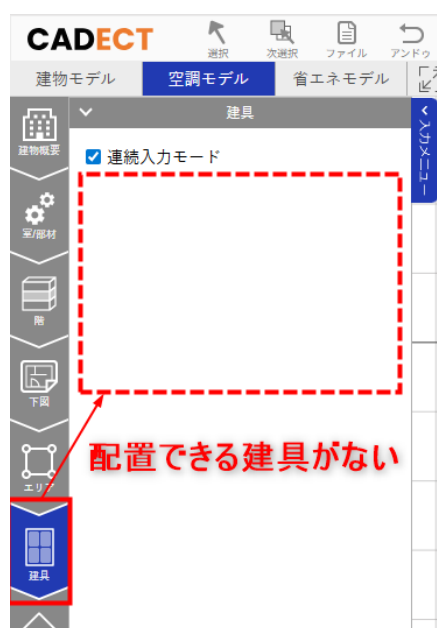 CADECT
選択
次選択
ファイル
アンドゥ
建物モデル
空調モデル
省エネモデル
建具
入力メニュー
連続入力モード
建物概要
室/部材
階
下図
エリア
建具
配置できる建具がない